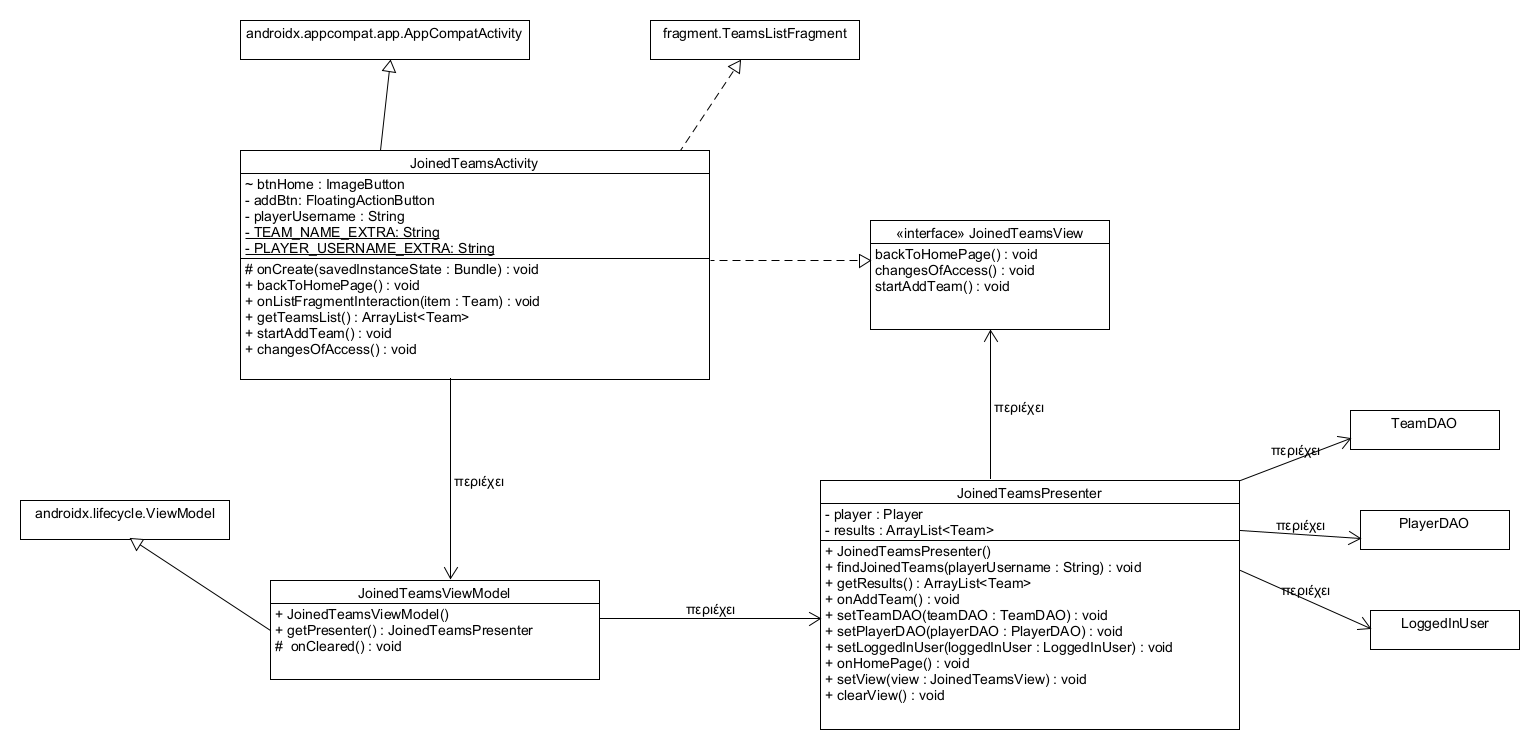 androidx.appcompat.app.AppCompatActivity
fragment.TeamsListFragment
JoinedTeamsActivity
~ btnHome : ImageButton
- addBtn: FloatingActionButton
- playerUsername : String
- TEAM_NAME_EXTRA: String
- PLAYER_USERNAME_EXTRA: String
# onCreate(savedInstanceState : Bundle) : void
+ backToHomePage() : void
+ onListFragmentInteraction(item : Team) : void
+ getTeamsList() : ArrayList<Team>
+ startAddTeam() : void
+ changesOfAccess() : void
«interface» JoinedTeamsView
backToHomePage() : void
changesOfAccess() : void
startAddTeam() : void
περιέχει
περιέχει
androidx.lifecycle.ViewModel
JoinedTeamsViewModel
+ JoinedTeamsViewModel()
+ getPresenter() : JoinedTeamsPresenter
# onCleared() : void
περιέχει
JoinedTeamsPresenter
- player : Player
- results : ArrayList<Team>
+ JoinedTeamsPresenter()
+ findJoinedTeams(playerUsername : String) : void
+ getResults() : ArrayList<Team>
+ onAddTeam() : void
+ setTeamDAO(teamDAO : TeamDAO) : void
+ setPlayerDAO(playerDAO : PlayerDAO) : void
+ setLoggedInUser(loggedInUser : LoggedInUser) : void
+ onHomePage() : void
+ setView(view : JoinedTeamsView) : void
+ clearView() : void
περιέχει
TeamDAO
περιέχει
PlayerDAO
περιέχει
LoggedInUser